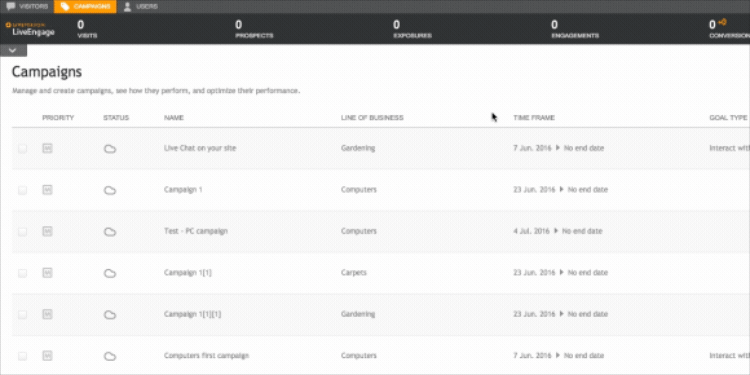 VISITORS CAMPAIGNS USERS
LiveEngage
0 0 0 0 0 +0
VISITS PROSPECTS EXPOSURES ENGAGEMENTS CONVERSION
Campaigns
Manage and create campaigns, see how they perform, and optimize their performance.
PRIORITY STATUS NAME LINE OF BUSINESS TIME FRAME GOAL TYPE
M Live Chat on your site Gardening 7 Jun. 2016 No end date Interact with
M Campaign 1 Computers 23 Jun. 2016 No end date
M Test - PC campaign Computers 4 Jul. 2016 No end date
M Campaign 1[1] Carpets 23 Jun. 2016 No end date
M Campaign 1[1][1] Gardening 23 Jun. 2016 No end date
M Computers first campaign Computers 7 Jun. 2016 No end date Interact with